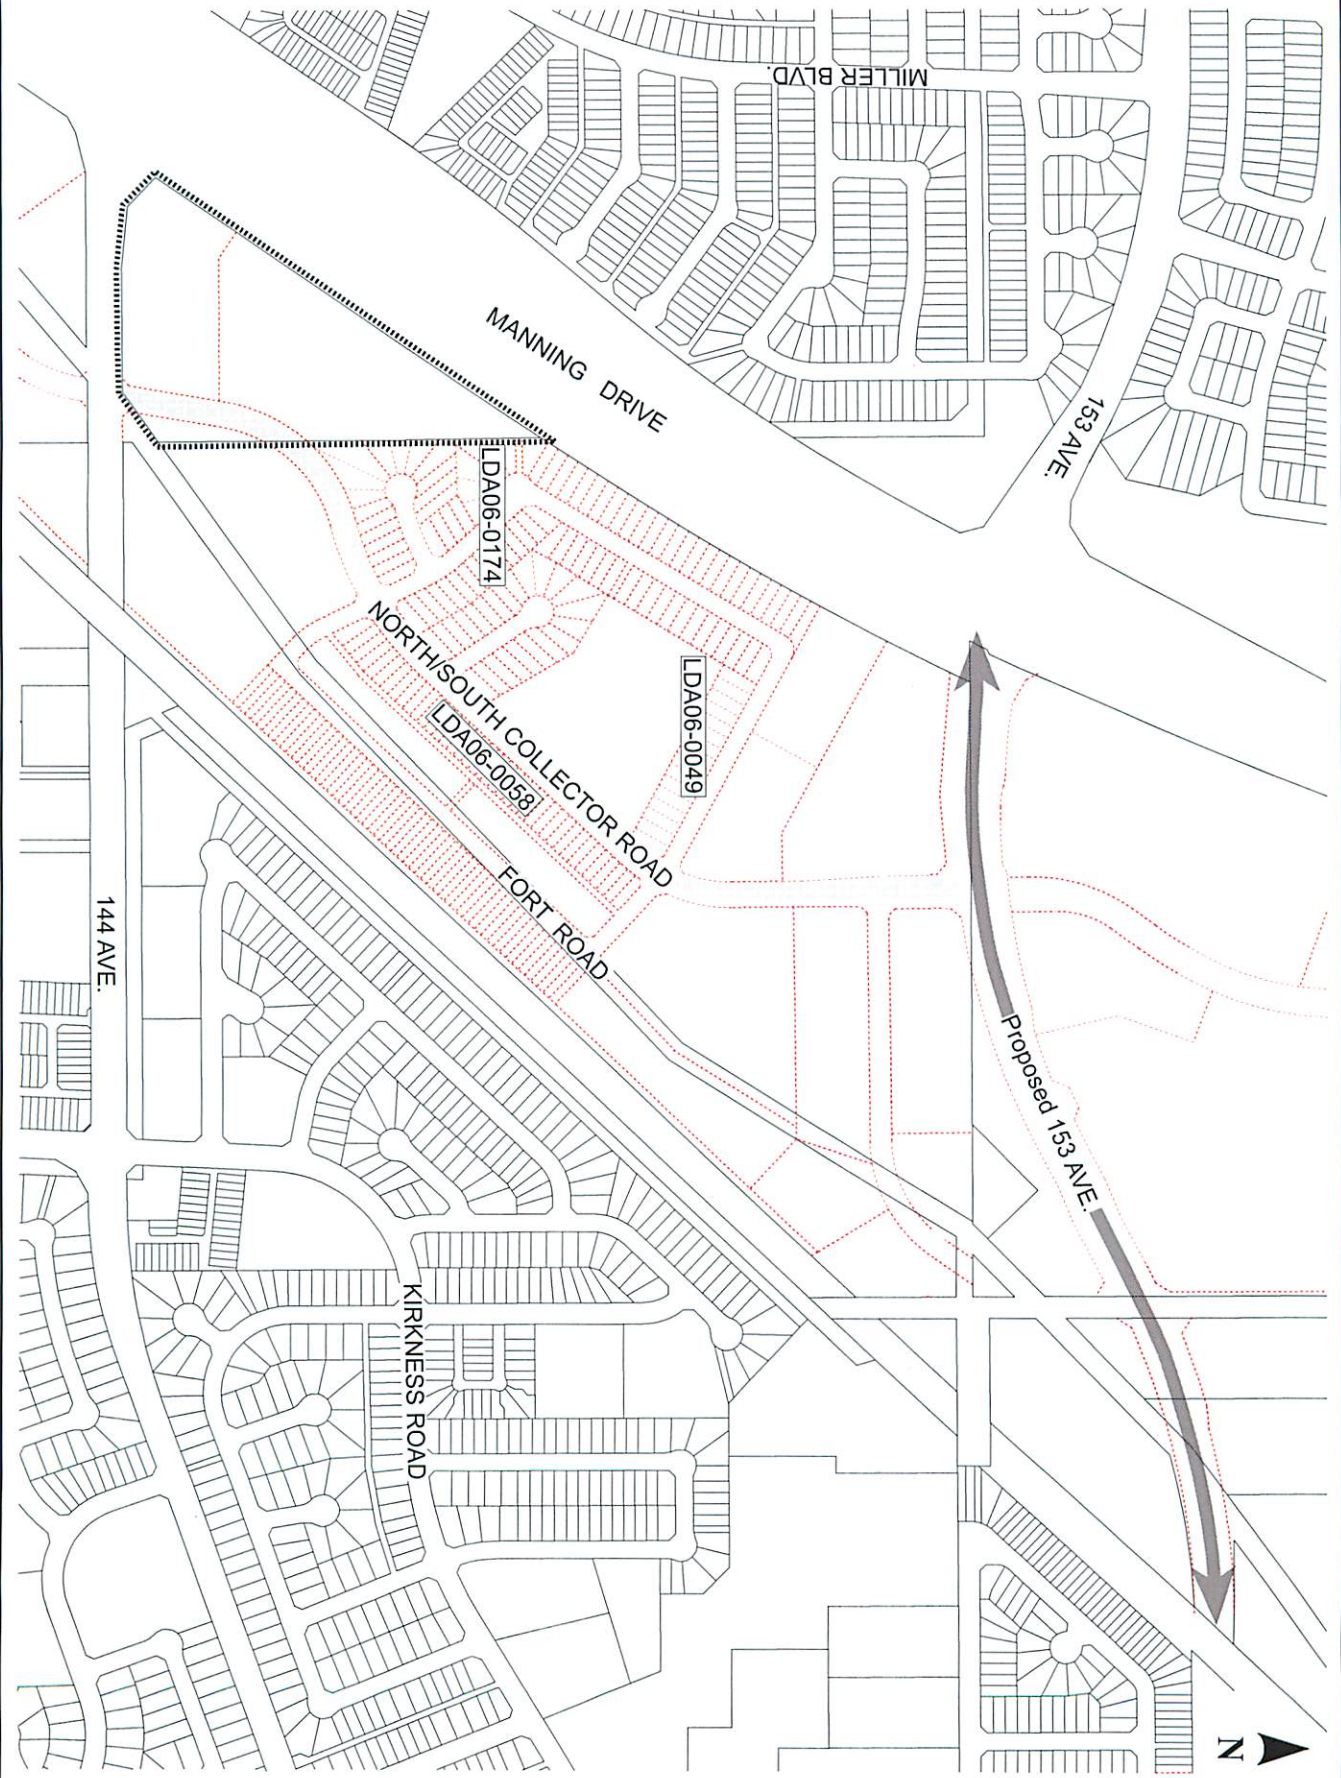 MILLER BLVD.
153 AVE.
MANNING DRIVE
LDA06-0174
NORTH/SOUTH COLLECTOR ROAD
LDA06-0049
LDA06-0058
FORT ROAD
Proposed 153 AVE.
144 AVE.
KIRKNESS ROAD
N